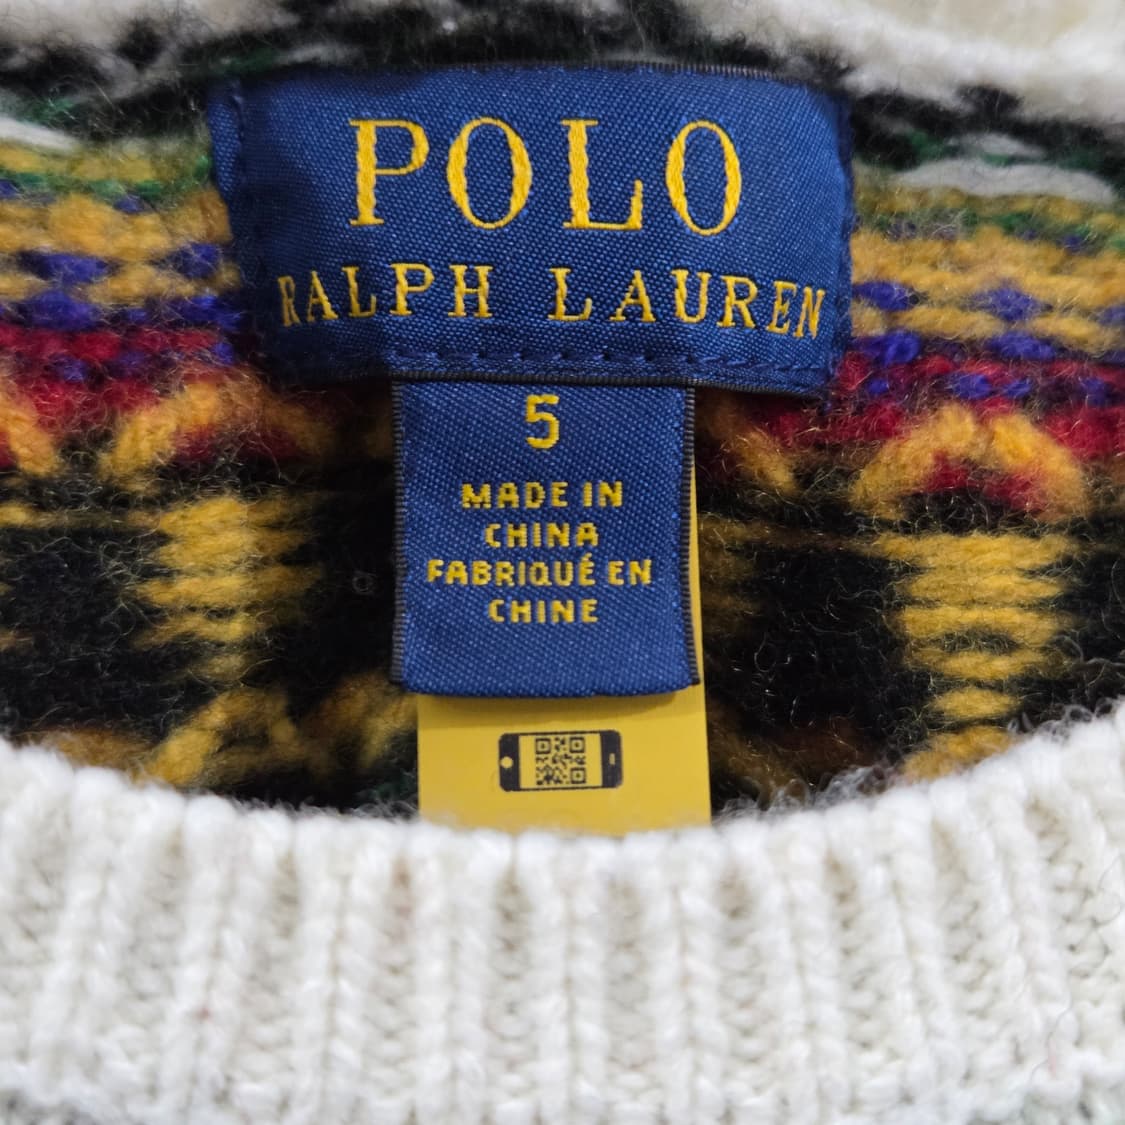 POLO
RALPH LAUREN
5
MADE IN
CHINA
FABRIQUÉ EN
CHINE